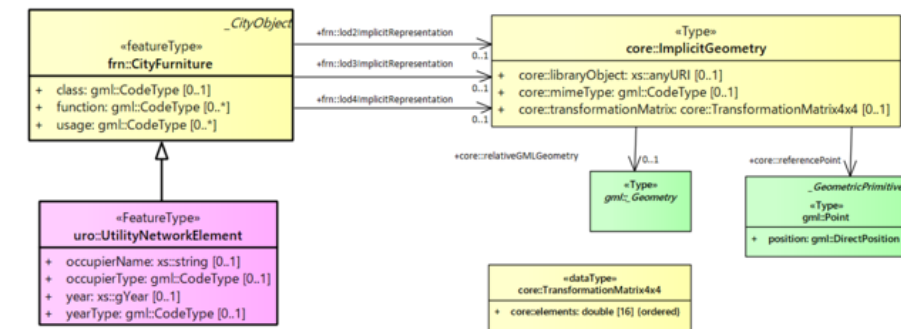 _CityObject
«featureType»
frn::CityFurniture
+ class: gml::CodeType [0..1]
+ function: gml::CodeType [0..*]
+ usage: gml::CodeType [0..*]
+frn::lod2ImplicitRepresentation
0..1
+frn::lod3ImplicitRepresentation
0..1
+frn::lod4ImplicitRepresentation
0..1
«Type»
core::ImplicitGeometry
+ core::libraryObject: xs::anyURI [0..1]
+ core::mimeType: gml::CodeType [0..1]
+ core::transformationMatrix: core::TransformationMatrix4x4 [0..1]
+core::relativeGMLGeometry
0..1
+core::referencePoint
«Type»
gml::_Geometry
_GeometricPrimitive
«Type»
gml::Point
+ position: gml::DirectPosition
«FeatureType»
uro::UtilityNetworkElement
+ occupierName: xs::string [0..1]
+ occupierType: gml::CodeType [0..1]
+ year: xs::gYear [0..1]
+ yearType: gml::CodeType [0..1]
«dataType»
core::TransformationMatrix4x4
+ core::elements: double [16] {ordered}